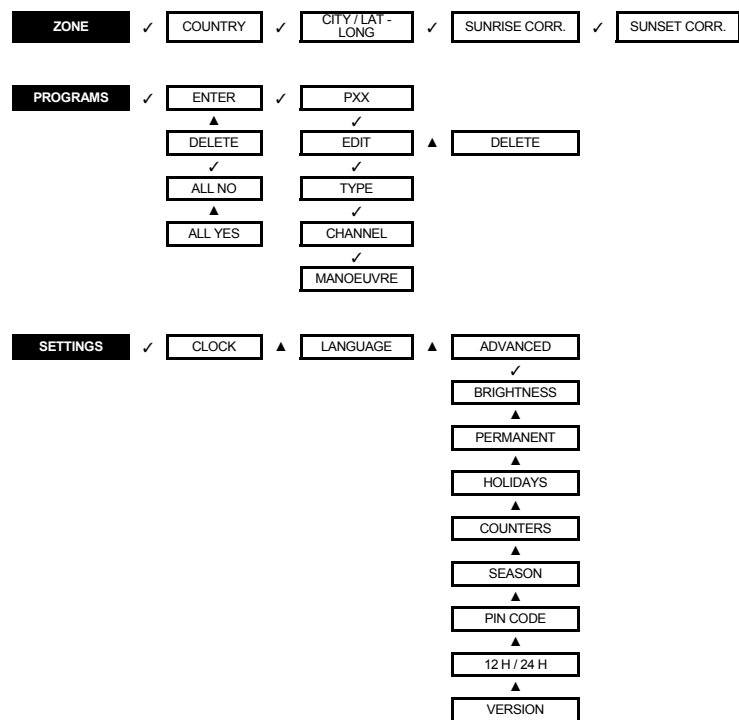 ZONE ✓ COUNTRY ✓ CITY / LAT - LONG ✓ SUNRISE CORR. ✓ SUNSET CORR.
PROGRAMS ✓ ENTER ✓ PXX
▲ ✓
DELETE EDIT ▲ DELETE
✓ ✓
ALL NO TYPE
▲ ✓
ALL YES CHANNEL
✓
MANOEUVRE
SETTINGS ✓ CLOCK ▲ LANGUAGE ▲ ADVANCED
✓
BRIGHTNESS
▲
PERMANENT
▲
HOLIDAYS
▲
COUNTERS
▲
SEASON
▲
PIN CODE
▲
12 H / 24 H
▲
VERSION